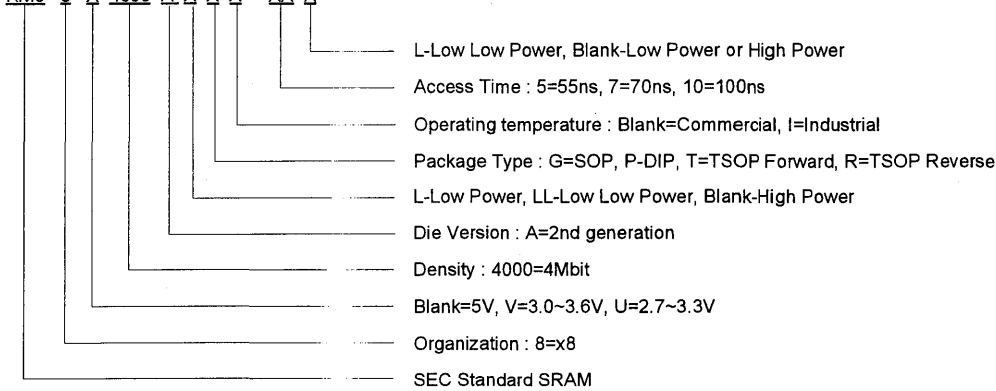 L-Low Low Power, Blank-Low Power or High Power
Access Time : 5=55ns, 7=70ns, 10=100ns
Operating temperature : Blank=Commercial, I=Industrial
Package Type : G=SOP, P-DIP, T=TSOP Forward, R=TSOP Reverse
L-Low Power, LL-Low Low Power, Blank-High Power
Die Version : A=2nd generation
Density : 4000=4Mbit
Blank=5V, V=3.0~3.6V, U=2.7~3.3V
Organization : 8=x8
SEC Standard SRAM